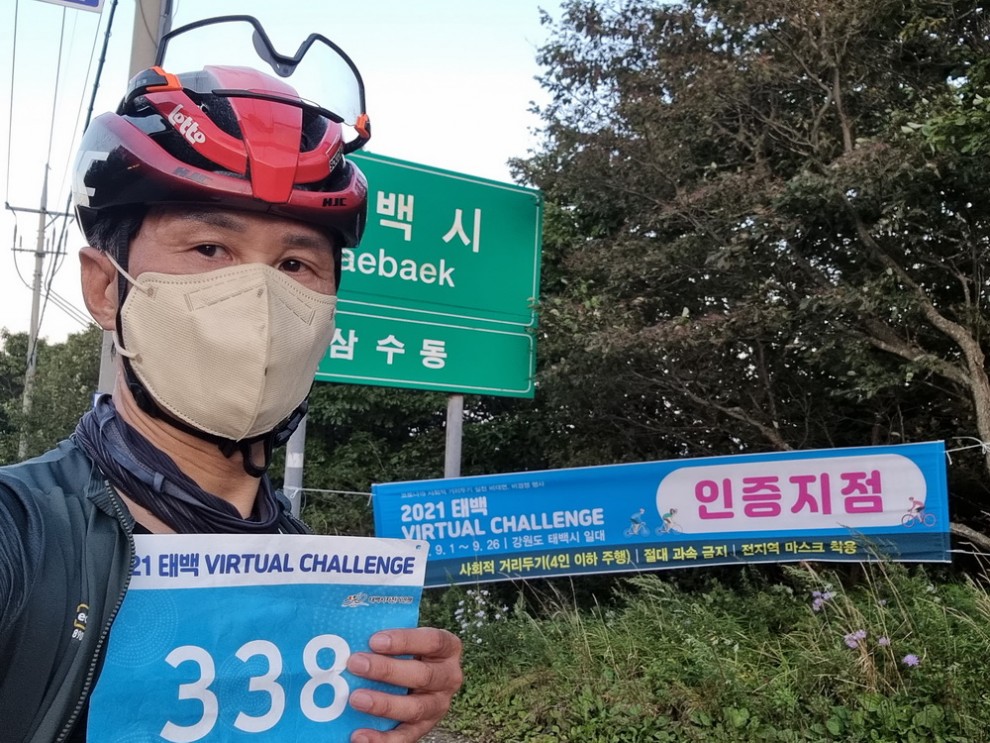 Lotto
HJC
HJC
백시
aebaek
삼수동
2021 태백
VIRTUAL CHALLENGE
9. 1 ~ 9. 26 | 강원도 태백시 일대
인증지점
사회적 거리두기(4인 이하 주행) | 절대 과속 금지 | 전지역 마스크 착용
21 태백 VIRTUAL CHALLENGE
338